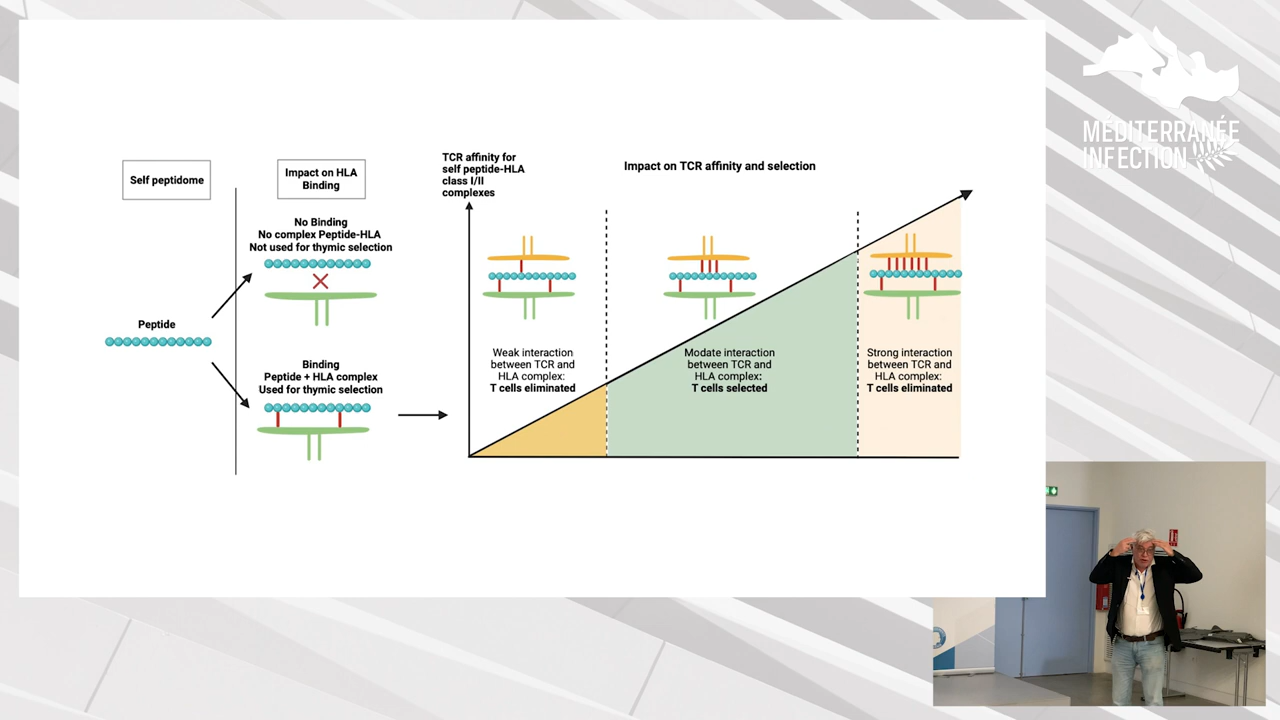 Self peptidome
Impact on HLA
Binding
No Binding
No complex Peptide-HLA
Not used for thymic selection
Peptide
Binding
Peptide + HLA complex
Used for thymic selection
TCR affinity for
self peptide-HLA
class I/II
complexes
Impact on TCR affinity and selection
Weak interaction
between TCR and
HLA complex:
T cells eliminated
Modate interaction
between TCR and
HLA complex:
T cells selected
Strong interaction
between TCR and
HLA complex:
T cells eliminated
MÉDITERRANÉE
INFECTION